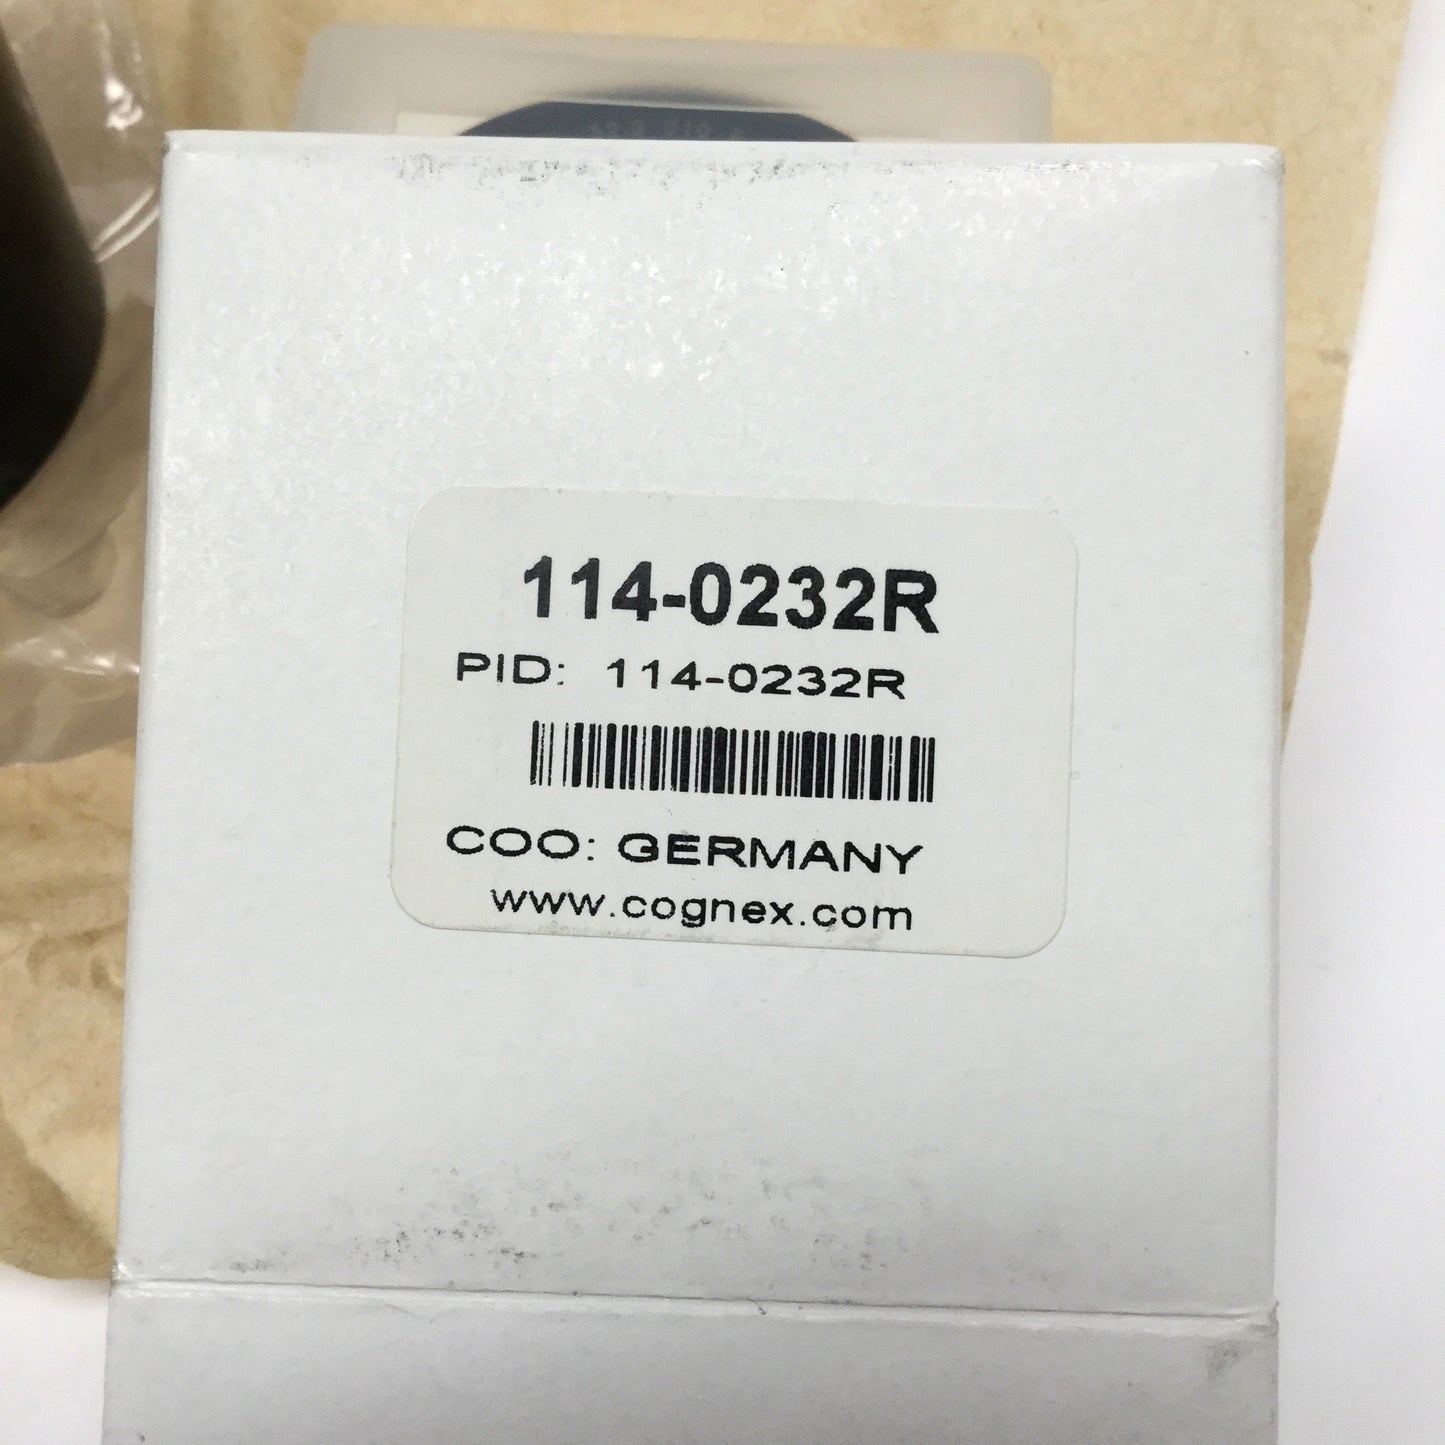 114-0232R
PID: 114-0232R
COO: GERMANY
www.cognex.com